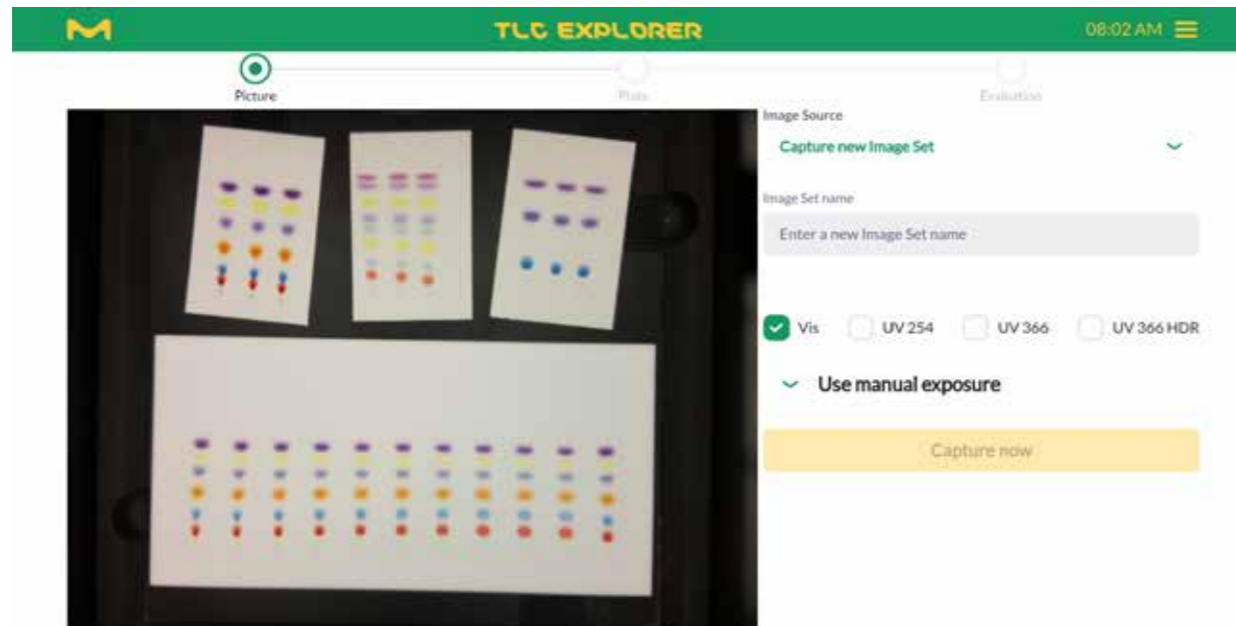 TLC EXPLORER
08:02 AM
Picture
Plate
Evaluation
Image Source
Capture new Image Set
Image Set name
Enter a new Image Set name
Vis
UV 254
UV 366
UV 366 HDR
Use manual exposure
Capture now